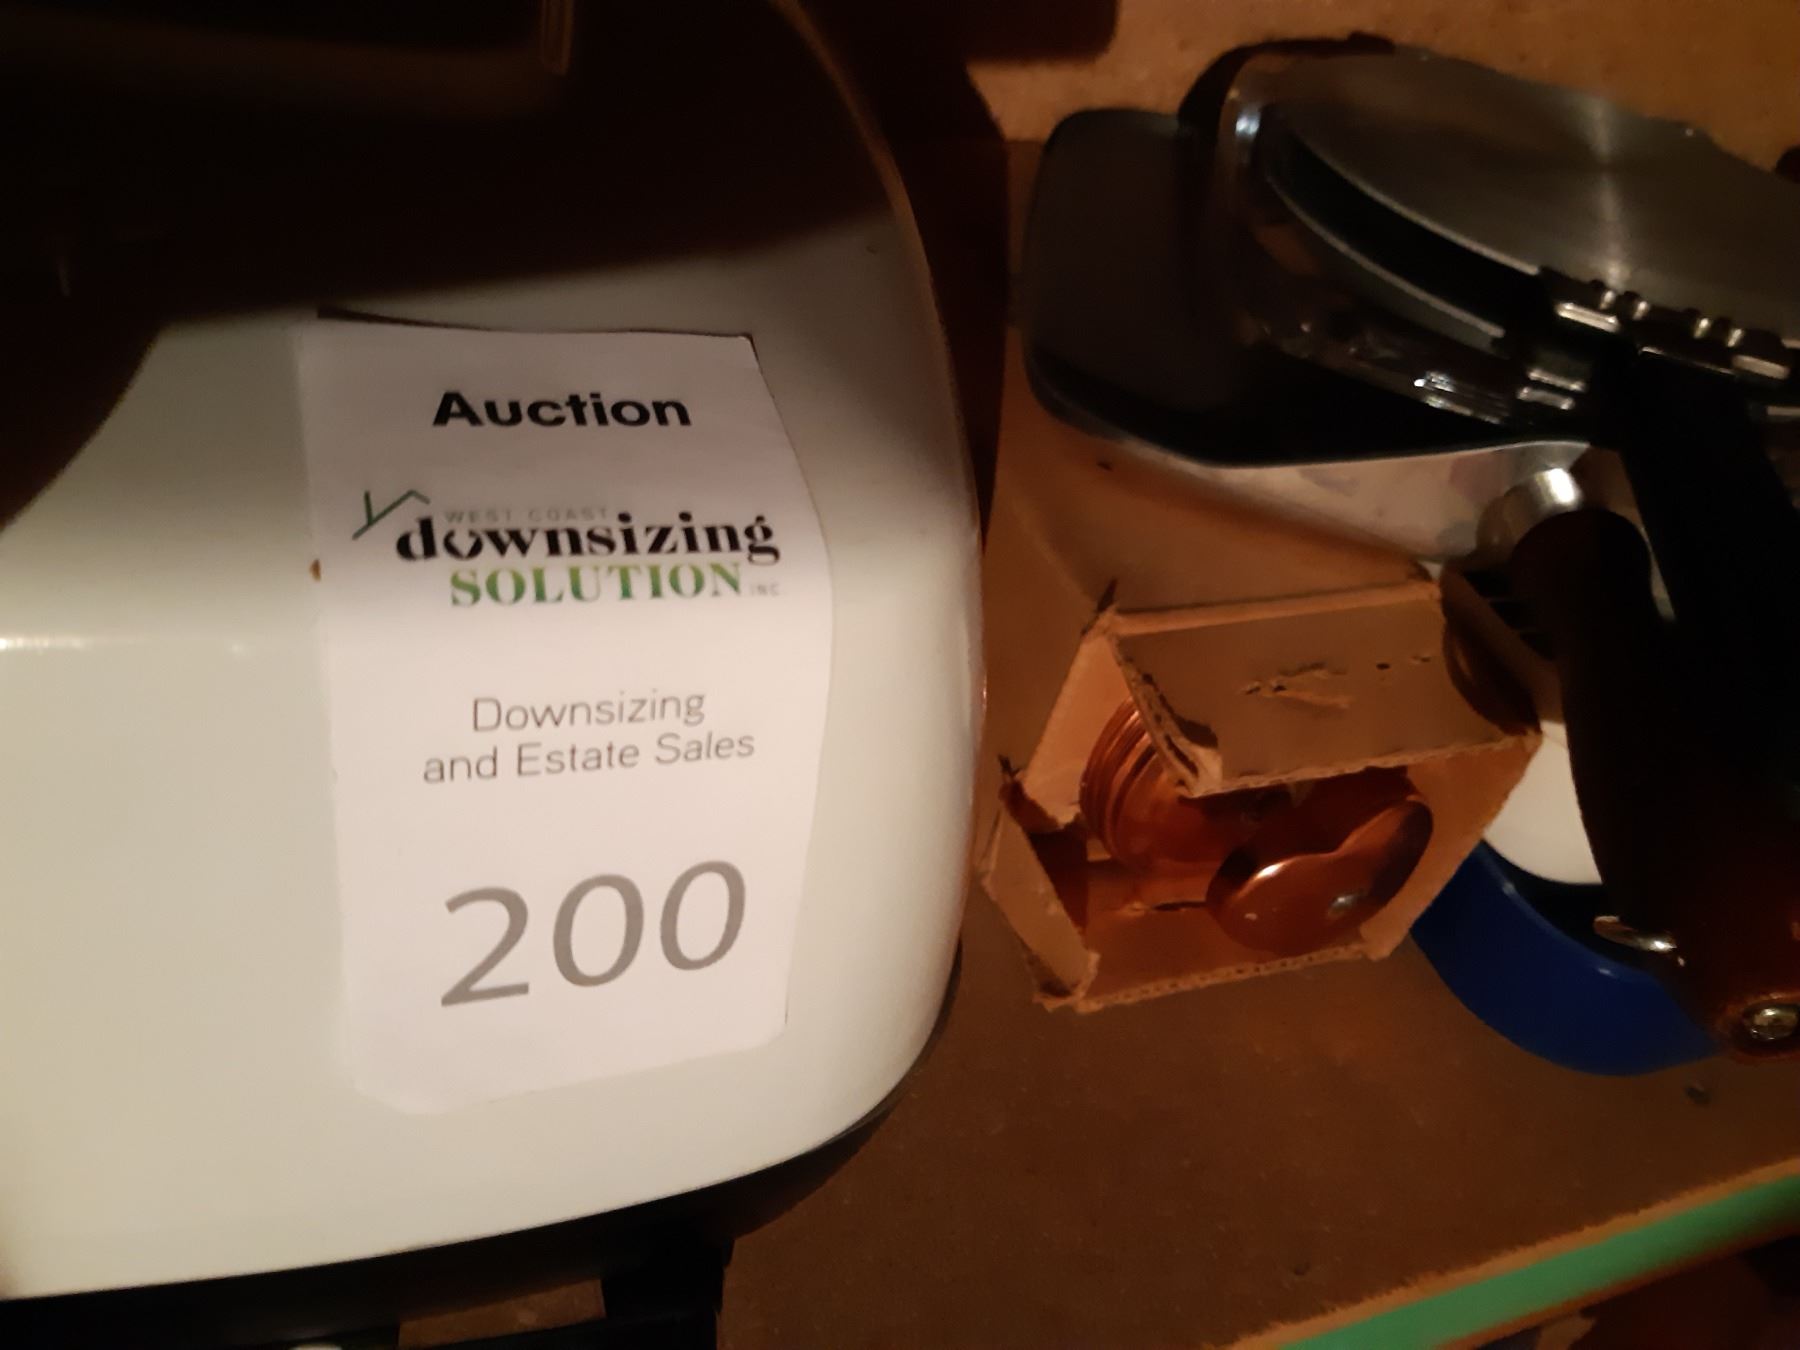 Auction
WEST COAST
downsizing
SOLUTION INC.
Downsizing
and Estate Sales
200